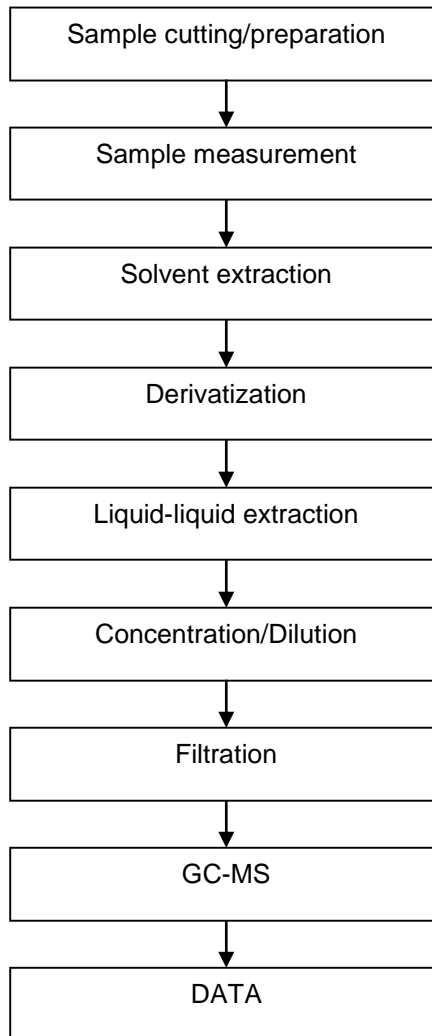 Sample cutting/preparation
Sample measurement
Solvent extraction
Derivatization
Liquid-liquid extraction
Concentration/Dilution
Filtration
GC-MS
DATA